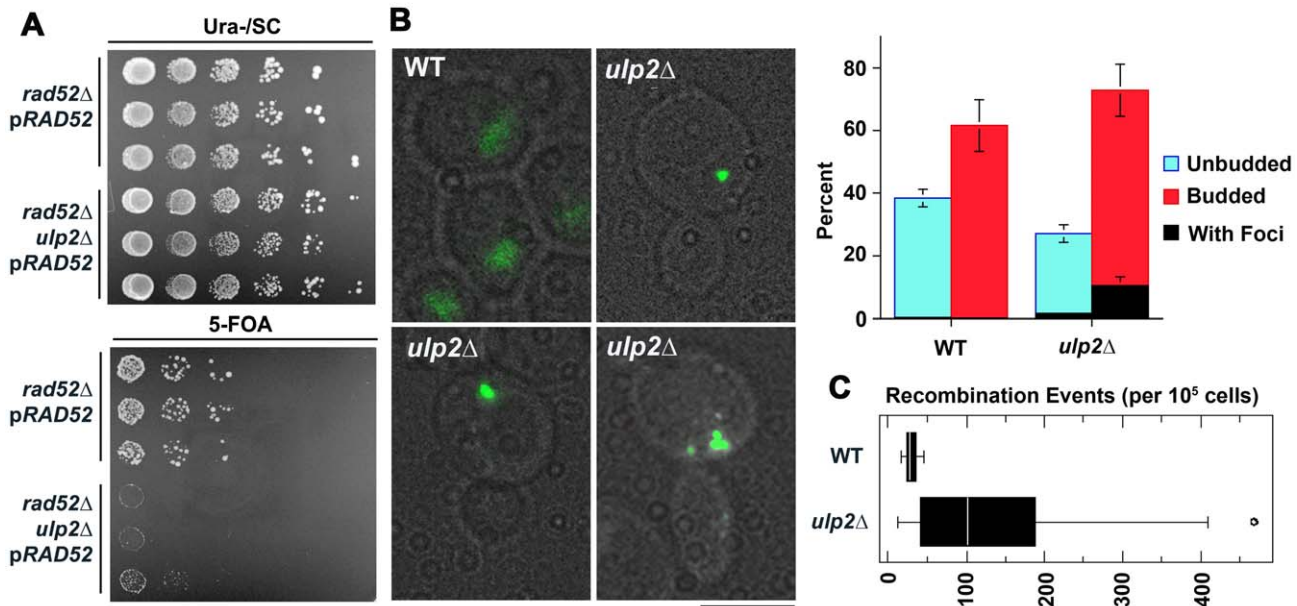 A
Ura-/SC
rad52Δ
pRAD52
rad52Δ
ulp2Δ
pRAD52
5-FOA
rad52Δ
pRAD52
rad52Δ
ulp2Δ
pRAD52
B
WT
ulp2Δ
ulp2Δ
ulp2Δ
Percent
80
60
40
20
0
WT
ulp2Δ
Unbudded
Budded
With Foci
C
Recombination Events (per 10⁵ cells)
WT
ulp2Δ
0
100
200
300
400